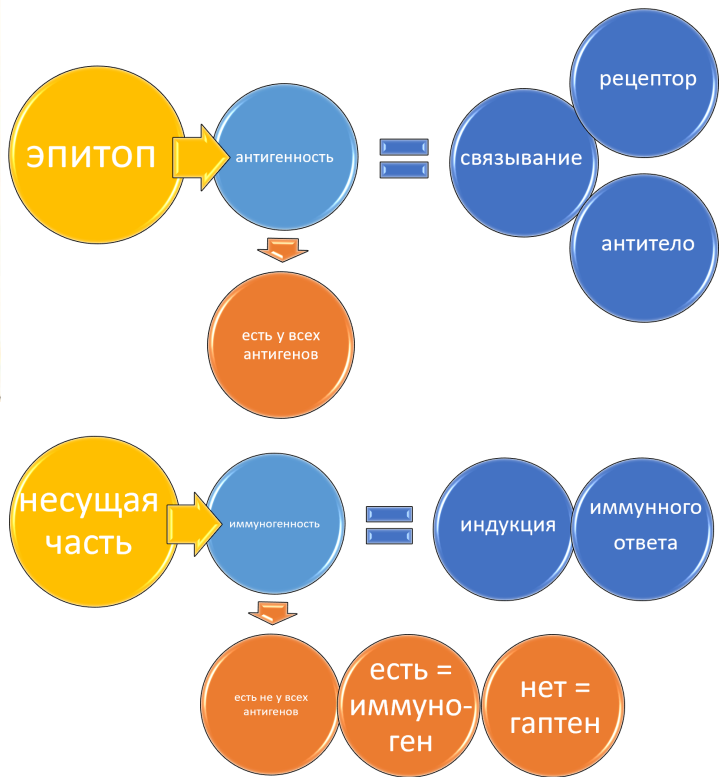 эпитоп
антигенность
связывание
рецептор
антитело
есть у всех
антигенов
несущая
часть
иммуногенность
индукция
иммунного
ответа
есть не у всех
антигенов
есть =
иммуно-
ген
нет =
гаптен